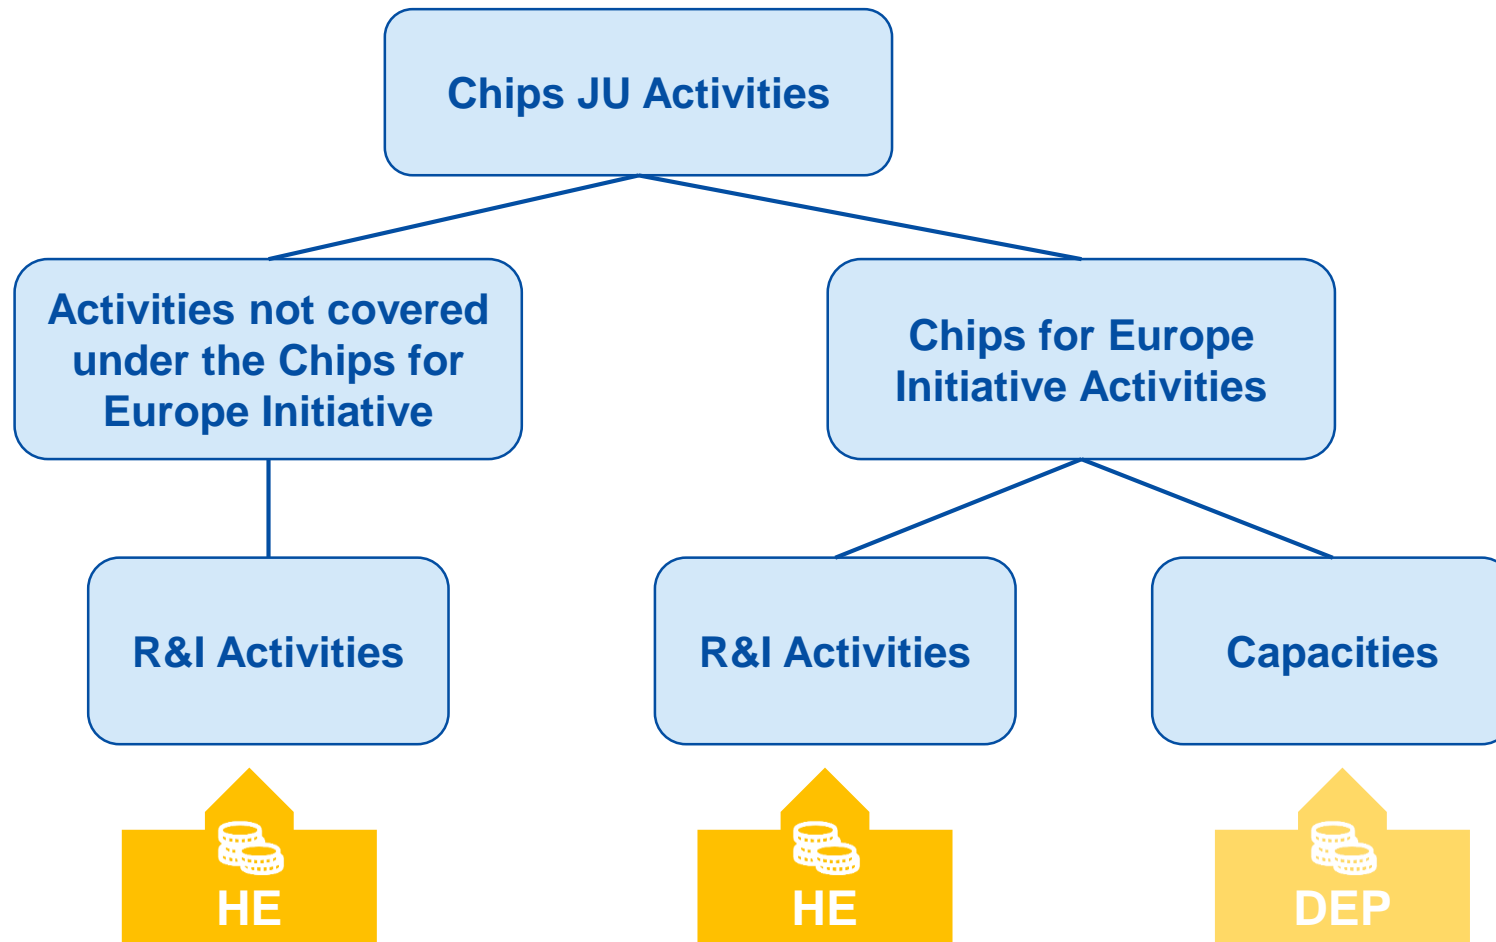 Chips JU Activities
Activities not covered
under the Chips for
Europe Initiative
Chips for Europe
Initiative Activities
R&I Activities
R&I Activities
Capacities
HE
HE
DEP